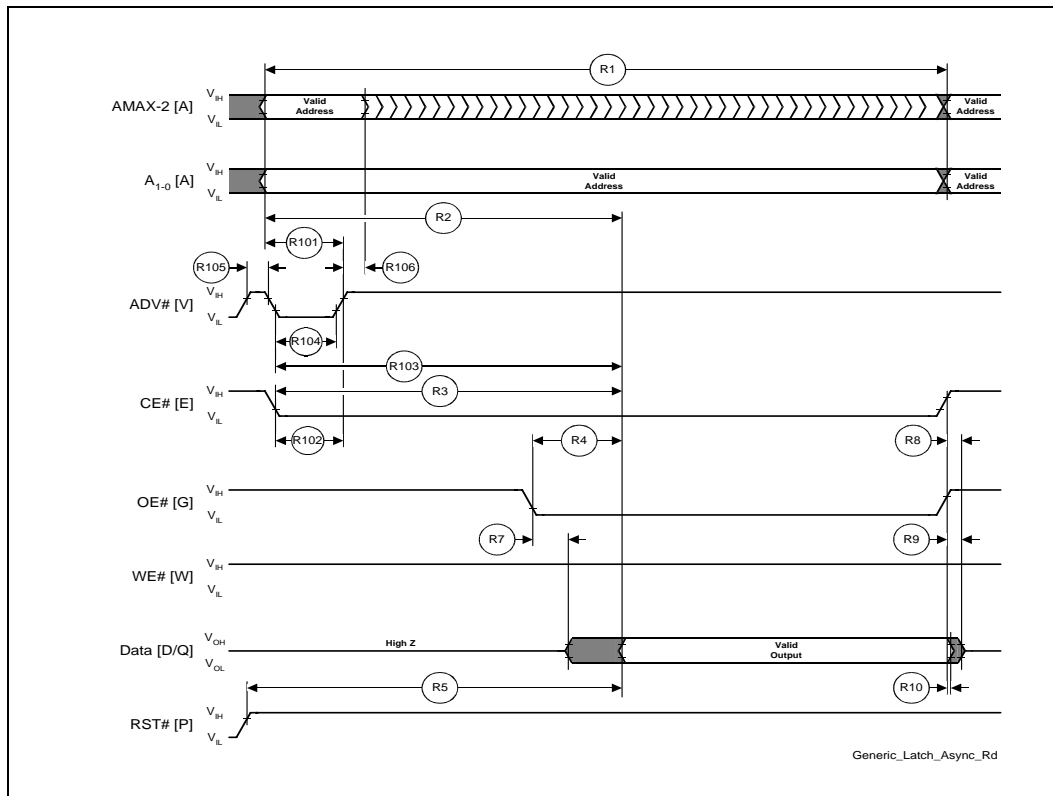 R1
AMAX-2 [A]
VIH
VIL
Valid
Address
Valid
Address
A1-0 [A]
VIH
VIL
Valid
Address
Valid
Address
R2
R101
R105
R106
ADV# [V]
VIH
VIL
R104
R103
R3
CE# [E]
VIH
VIL
R102
R4
R8
OE# [G]
VIH
VIL
R7
R9
WE# [W]
VIH
VIL
Data [D/Q]
VOH
VOL
High Z
Valid
Output
R5
R10
RST# [P]
VIH
VIL
Generic_Latch_Async_Rd